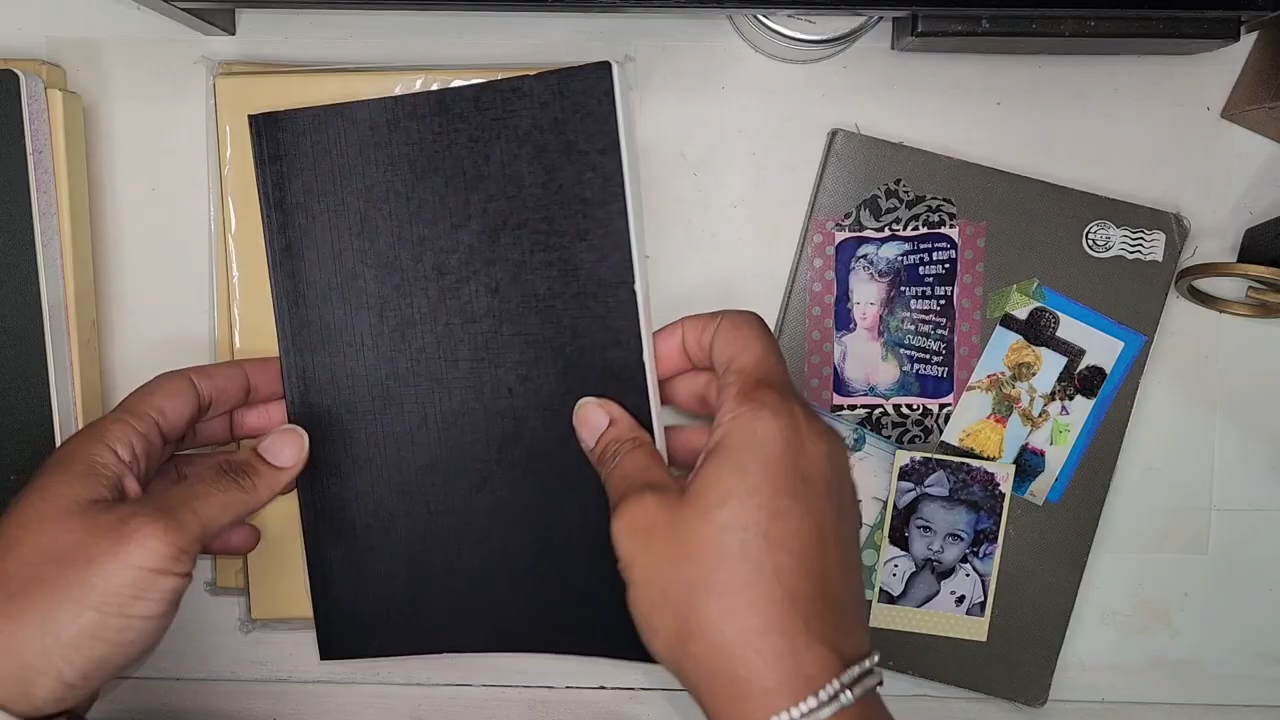 All I said was,
"LET'S HAVE
CAKE,"
or
"LET'S EAT
CAKE,"
or something
like THAT, and
SUDDENLY,
everyone got
all PISSY!